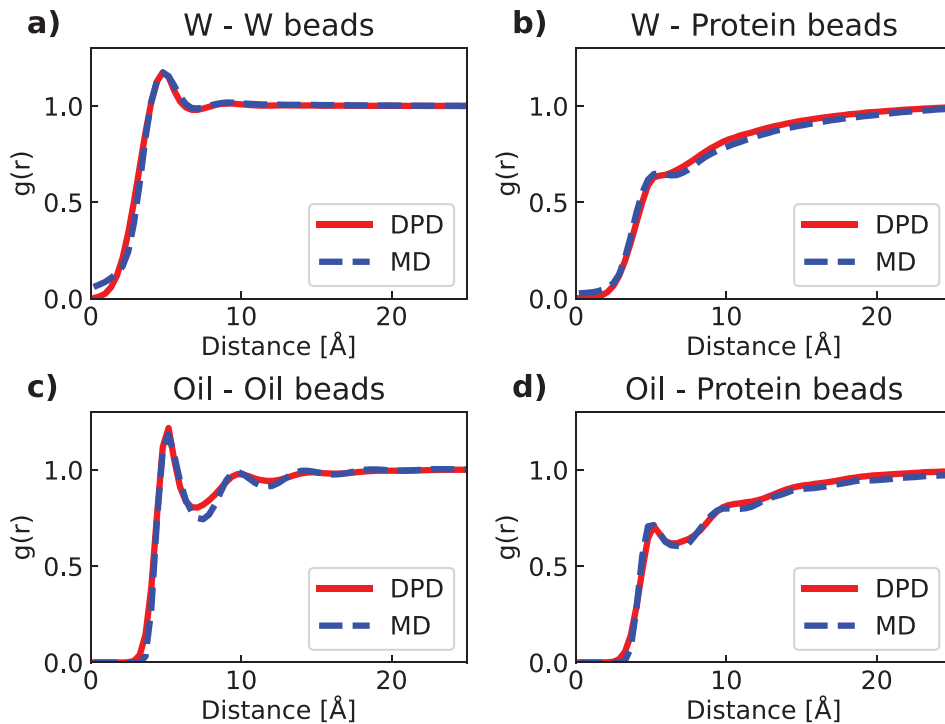 a) W - W beads
g(r)
1.0
0.5
0.0
DPD
MD
0 10 20
Distance [Å]
b) W - Protein beads
g(r)
1.0
0.5
0.0
DPD
MD
0 10 20
Distance [Å]
c) Oil - Oil beads
g(r)
1.0
0.5
0.0
DPD
MD
0 10 20
Distance [Å]
d) Oil - Protein beads
g(r)
1.0
0.5
0.0
DPD
MD
0 10 20
Distance [Å]